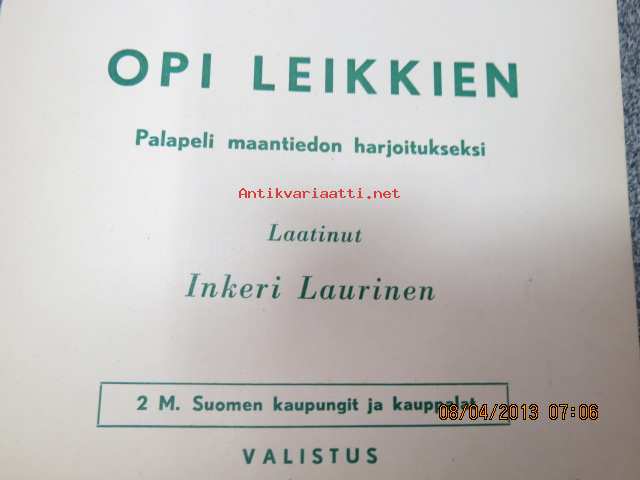 OPI LEIKKIEN
Palapeli maantiedon harjoitukseksi
Antikvariaatti.net
Laatinut
Inkeri Laurinen
2 M. Suomen kaupungit ja kauppalat
08/04/2013 07:06
VALISTUS